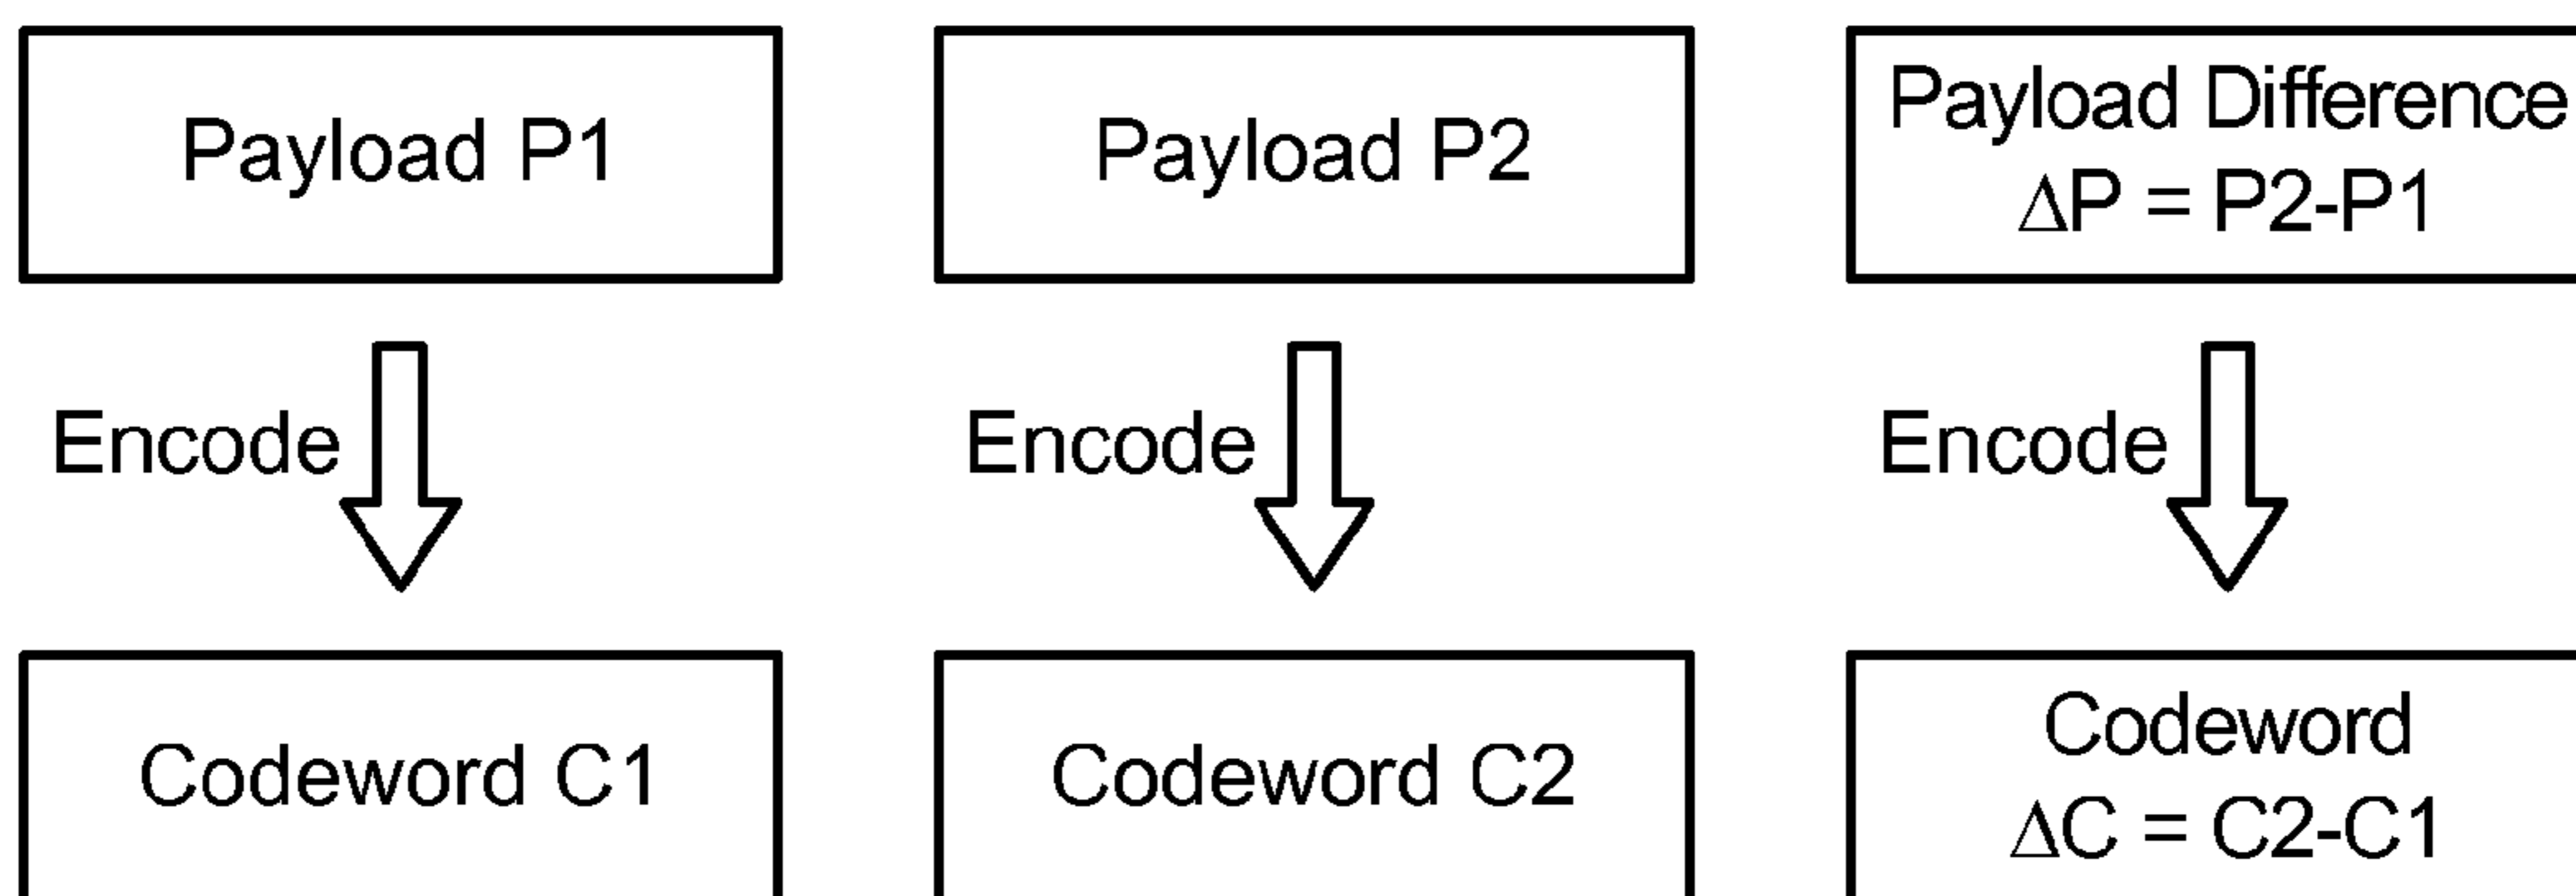 Payload P1
Payload P2
Payload Difference
ΔP = P2-P1
Encode
Encode
Encode
Codeword C1
Codeword C2
Codeword
ΔC = C2-C1